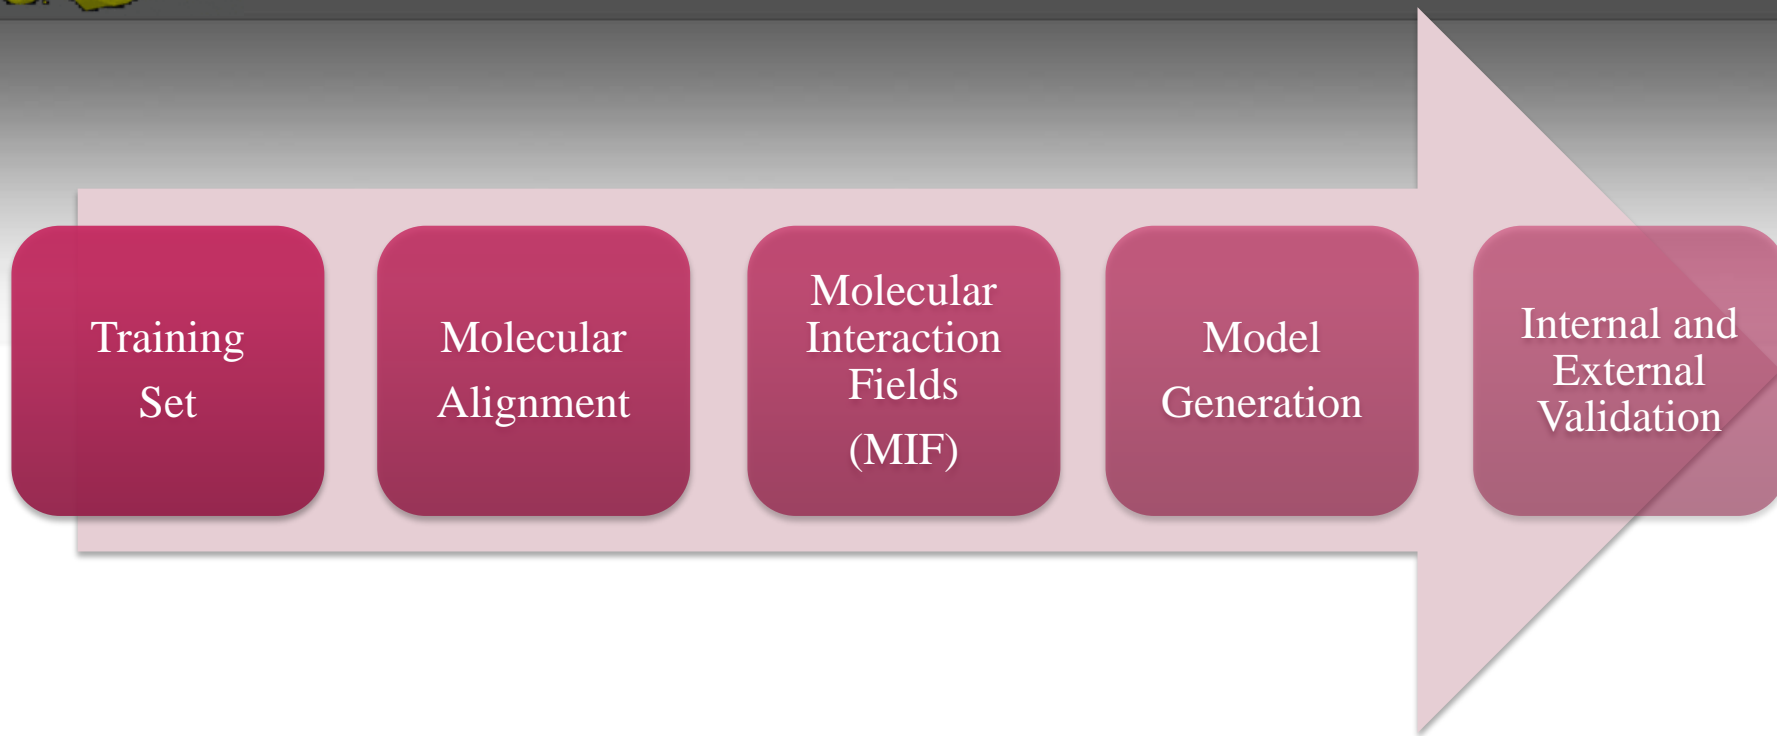 Training
Set
Molecular
Alignment
Molecular
Interaction
Fields
(MIF)
Model
Generation
Internal and
External
Validation